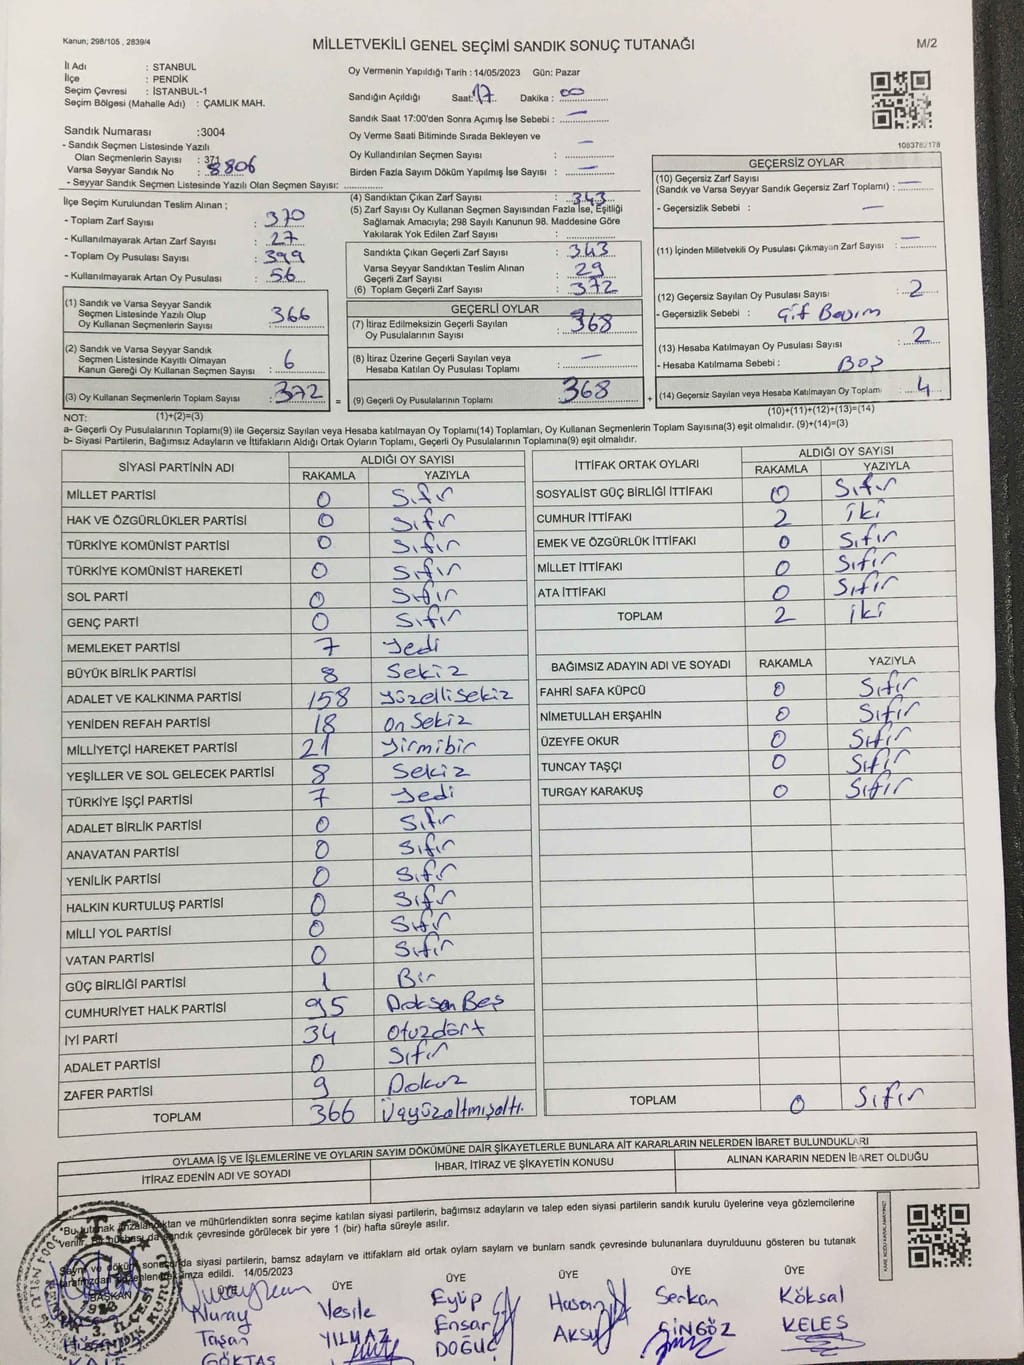 Kanun; 298/105 , 2839/4
MİLLETVEKİLİ GENEL SEÇİMİ SANDIK SONUÇ TUTANAĞI
M/2
İl Adı : İSTANBUL
İlçe : PENDİK
Seçim Çevresi : İSTANBUL-1
Seçim Bölgesi (Mahalle Adı) : ÇAMLIK MAH.
Sandık Numarası :3004
- Sandık Seçmen Listesinde Yazılı
Olan Seçmenlerin Sayısı : 371
Varsa Seyyar Sandık No : 8806
- Seyyar Sandık Seçmen Listesinde Yazılı Olan Seçmen Sayısı:
Oy Vermenin Yapıldığı Tarih : 14/05/2023 Gün: Pazar
Sandığın Açıldığı Saat: 17 Dakika : 00
Sandık Saat 17:00'den Sonra Açımış İse Sebebi : —
Oy Verme Saati Bitiminde Sırada Bekleyen ve
Oy Kullandırılan Seçmen Sayısı : —
Birden Fazla Sayım Döküm Yapılmış İse Sayısı : —
1083782178
İlçe Seçim Kurulundan Teslim Alınan ;
- Toplam Zarf Sayısı : 370
- Kullanılmayarak Artan Zarf Sayısı : 27
- Toplam Oy Pusulası Sayısı : 399
- Kullanılmayarak Artan Oy Pusulası : 56
(1) Sandık ve Varsa Seyyar Sandık
Seçmen Listesinde Yazılı Olup
Oy Kullanan Seçmenlerin Sayısı : 366
(2) Sandık ve Varsa Seyyar Sandık
Seçmen Listesinde Kayıtlı Olmayan
Kanun Gereği Oy Kullanan Seçmen Sayısı : 6
(3) Oy Kullanan Seçmenlerin Toplam Sayısı : 372 =
(4) Sandıktan Çıkan Zarf Sayısı : 343
(5) Zarf Sayısı Oy Kullanan Seçmen Sayısından Fazla İse, Eşitliği
Sağlamak Amacıyla; 298 Sayılı Kanunun 98. Maddesine Göre
Yakılarak Yok Edilen Zarf Sayısı :
Sandıkta Çıkan Geçerli Zarf Sayısı : 343
Varsa Seyyar Sandıktan Teslim Alınan
Geçerli Zarf Sayısı : 29
(6) Toplam Geçerli Zarf Sayısı : 372
GEÇERLİ OYLAR
(7) İtiraz Edilmeksizin Geçerli Sayılan
Oy Pusulalarının Sayısı : 368
(8) İtiraz Üzerine Geçerli Sayılan veya
Hesaba Katılan Oy Pusulası Toplamı : —
(9) Geçerli Oy Pusulalarının Toplamı : 368 +
GEÇERSİZ OYLAR
(10) Geçersiz Zarf Sayısı
(Sandık ve Varsa Seyyar Sandık Geçersiz Zarf Toplamı) : —
- Geçersizlik Sebebi : —
(11) İçinden Milletvekili Oy Pusulası Çıkmayan Zarf Sayısı : —
(12) Geçersiz Sayılan Oy Pusulası Sayısı : 2
- Geçersizlik Sebebi : Çift Basım
(13) Hesaba Katılmayan Oy Pusulası Sayısı : 2
- Hesaba Katılmama Sebebi : Boş
(14) Geçersiz Sayılan veya Hesaba Katılmayan Oy Toplamı : 4
NOT: (1)+(2)=(3)
(10)+(11)+(12)+(13)=(14)
a- Geçerli Oy Pusulalarının Toplamı(9) ile Geçersiz Sayılan veya Hesaba katılmayan Oy Toplamı(14) Toplamları, Oy Kullanan Seçmenlerin Toplam Sayısına(3) eşit olmalıdır. (9)+(14)=(3)
b- Siyasi Partilerin, Bağımsız Adayların ve İttifakların Aldığı Ortak Oyların Toplamı, Geçerli Oy Pusulalarının Toplamına(9) eşit olmalıdır.
SİYASİ PARTİNİN ADI ALDIĞI OY SAYISI
RAKAMLA YAZIYLA
MİLLET PARTİSİ 0 Sıfır
HAK VE ÖZGÜRLÜKLER PARTİSİ 0 Sıfır
TÜRKİYE KOMÜNİST PARTİSİ 0 Sıfır
TÜRKİYE KOMÜNİST HAREKETİ 0 Sıfır
SOL PARTİ 0 Sıfır
GENÇ PARTİ 0 Sıfır
MEMLEKET PARTİSİ 7 Yedi
BÜYÜK BİRLİK PARTİSİ 8 Sekiz
ADALET VE KALKINMA PARTİSİ 158 Yüzellisekiz
YENİDEN REFAH PARTİSİ 18 On Sekiz
MİLLİYETÇİ HAREKET PARTİSİ 21 Yirmibir
YEŞİLLER VE SOL GELECEK PARTİSİ 8 Sekiz
TÜRKİYE İŞÇİ PARTİSİ 7 Yedi
ADALET BİRLİK PARTİSİ 0 Sıfır
ANAVATAN PARTİSİ 0 Sıfır
YENİLİK PARTİSİ 0 Sıfır
HALKIN KURTULUŞ PARTİSİ 0 Sıfır
MİLLİ YOL PARTİSİ 0 Sıfır
VATAN PARTİSİ 0 Sıfır
GÜÇ BİRLİĞİ PARTİSİ 1 Bir
CUMHURİYET HALK PARTİSİ 95 Doksan Beş
İYİ PARTİ 34 Otuzdört
ADALET PARTİSİ 0 Sıfır
ZAFER PARTİSİ 9 Dokuz
TOPLAM 366 Üçyüzaltmışaltı.
İTTİFAK ORTAK OYLARI ALDIĞI OY SAYISI
RAKAMLA YAZIYLA
SOSYALİST GÜÇ BİRLİĞİ İTTİFAKI 0 Sıfır
CUMHUR İTTİFAKI 2 iki
EMEK VE ÖZGÜRLÜK İTTİFAKI 0 Sıfır
MİLLET İTTİFAKI 0 Sıfır
ATA İTTİFAKI 0 Sıfır
TOPLAM 2 iki
BAĞIMSIZ ADAYIN ADI VE SOYADI RAKAMLA YAZIYLA
FAHRİ SAFA KÜPCÜ 0 Sıfır
NİMETULLAH ERŞAHİN 0 Sıfır
ÜZEYFE OKUR 0 Sıfır
TUNCAY TAŞÇI 0 Sıfır
TURGAY KARAKUŞ 0 Sıfır
TOPLAM 0 Sıfır
OYLAMA İŞ VE İŞLEMLERİNE VE OYLARIN SAYIM DÖKÜMÜNE DAİR ŞİKAYETLERLE BUNLARA AİT KARARLARIN NELERDEN İBARET BULUNDUKLARI
İTİRAZ EDENİN ADI VE SOYADI İHBAR, İTİRAZ VE ŞİKAYETİN KONUSU ALINAN KARARIN NEDEN İBARET OLDUĞU
"Bu tutanak imzalandıktan ve mühürlendikten sonra seçime katılan siyasi partilerin, bağımsız adayların ve talep eden siyasi partilerin sandık kurulu üyelerine veya gözlemcilerine
verilir. Bir nüshası da sandık çevresinde görülecek bir yere 1 (bir) hafta süreyle asılır.
Sayım ve döküm sonucunda siyasi partilerin, bamsz adaylarn ve ittifakların ald ortak oylarn saylarn ve bunlarn sandk çevresinde bulunanlara duyrulduunu gösteren bu tutanak
tarafımızdan düzenlenerek imza edildi. 14/05/2023
BAŞKAN ÜYE ÜYE ÜYE ÜYE ÜYE
Nuray Taşan GÖKTAŞ
Vesile YILMAZ
Eyüp Ensar DOĞUÇ
Hasan Aksu
Serkan SİNGÖZ
Köksal KELEŞ